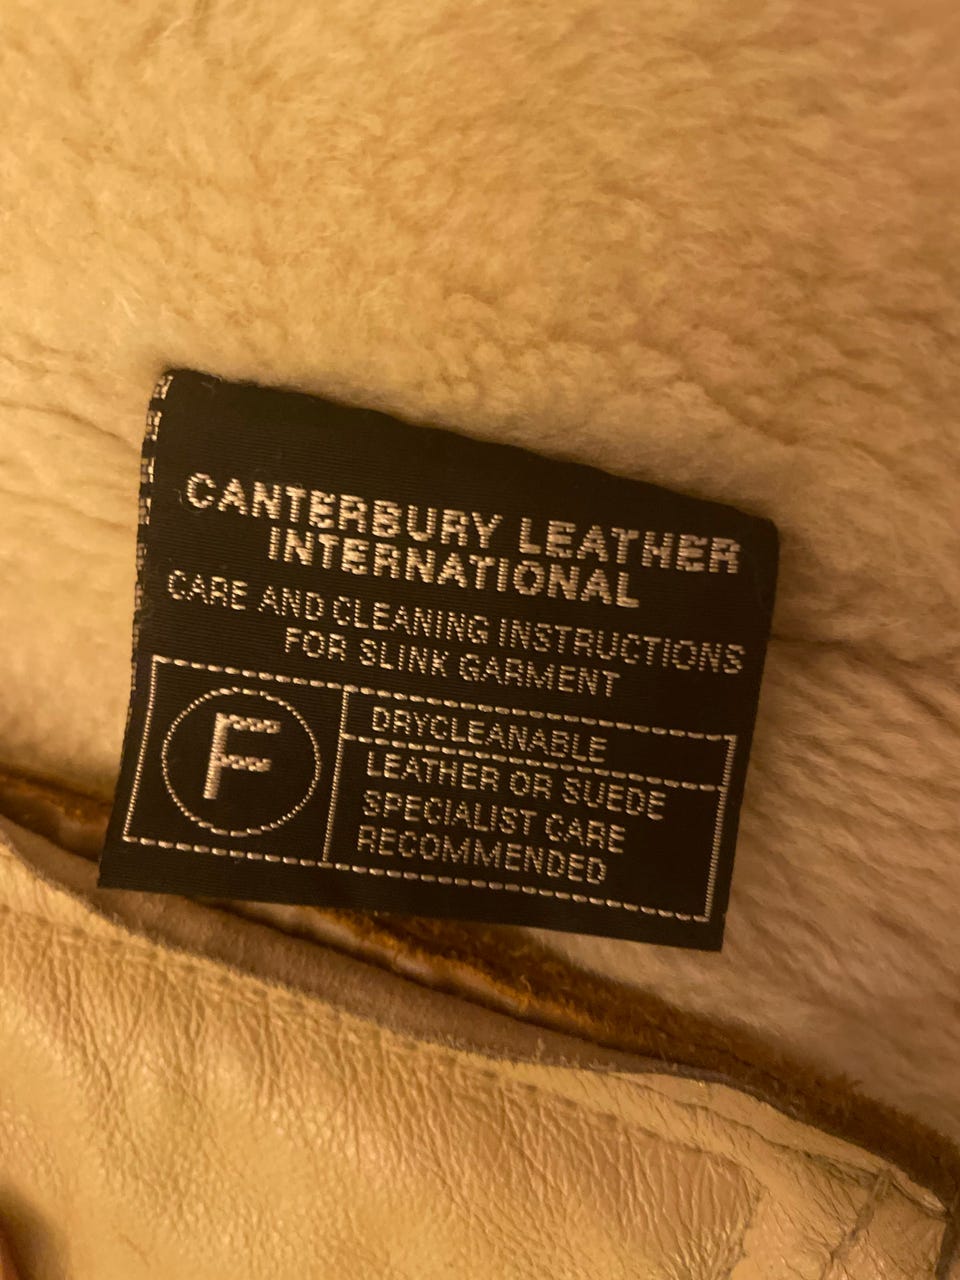 CANTERBURY LEATHER
INTERNATIONAL
CARE AND CLEANING INSTRUCTIONS
FOR SLINK GARMENT
F
DRYCLEANABLE
LEATHER OR SUEDE
SPECIALIST CARE
RECOMMENDED